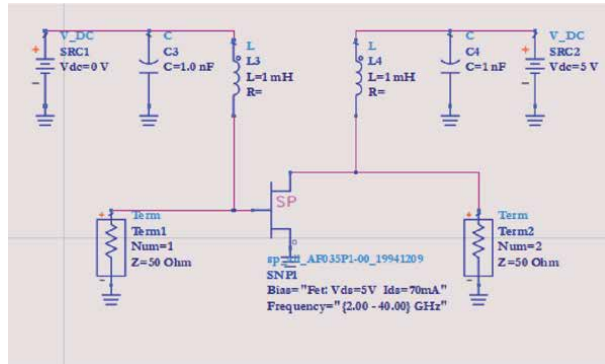 V_DC
SRC1
Vdc=0 V
C
C3
C=1.0 nF
L
L3
L=1 mH
R=
L
L4
L=1 mH
R=
C
C4
C=1 nF
V_DC
SRC2
Vdc=5 V
SP
Term
Term1
Num=1
Z=50 Ohm
AF035P1-00_19941209
SNP1
Bias="Fet: Vds=5V Ids=70mA"
Frequency="{2.00 - 40.00} GHz"
Term
Term2
Num=2
Z=50 Ohm